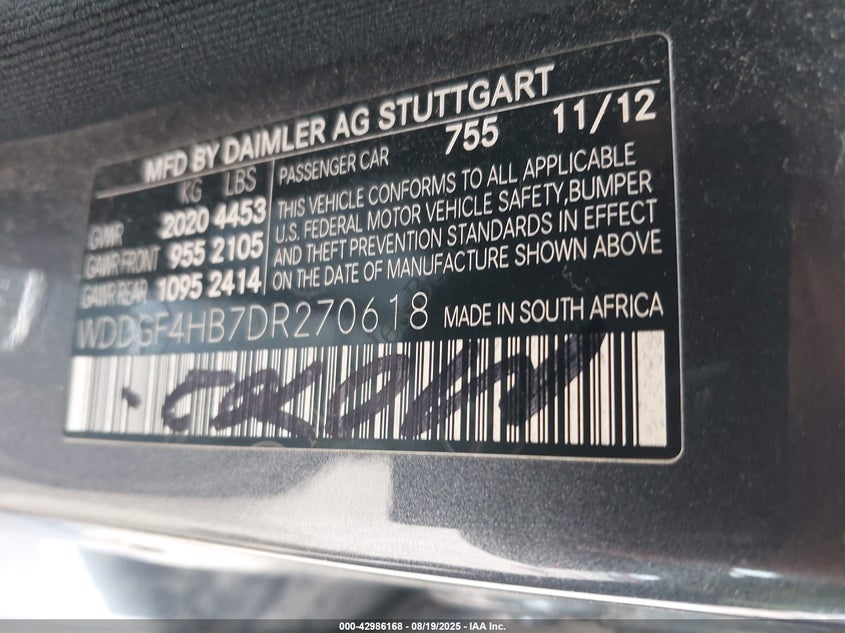 MFD BY DAIMLER AG STUTTGART
KG LBS PASSENGER CAR 755 11/12
GWR 2020 4453
GAWR FRONT 955 2105
GAWR REAR 1095 2414
THIS VEHICLE CONFORMS TO ALL APPLICABLE
U.S. FEDERAL MOTOR VEHICLE SAFETY, BUMPER
AND THEFT PREVENTION STANDARDS IN EFFECT
ON THE DATE OF MANUFACTURE SHOWN ABOVE
WDDGF4HB7DR270618 MADE IN SOUTH AFRICA
000-42986168 - 08/19/2025 - IAA Inc.